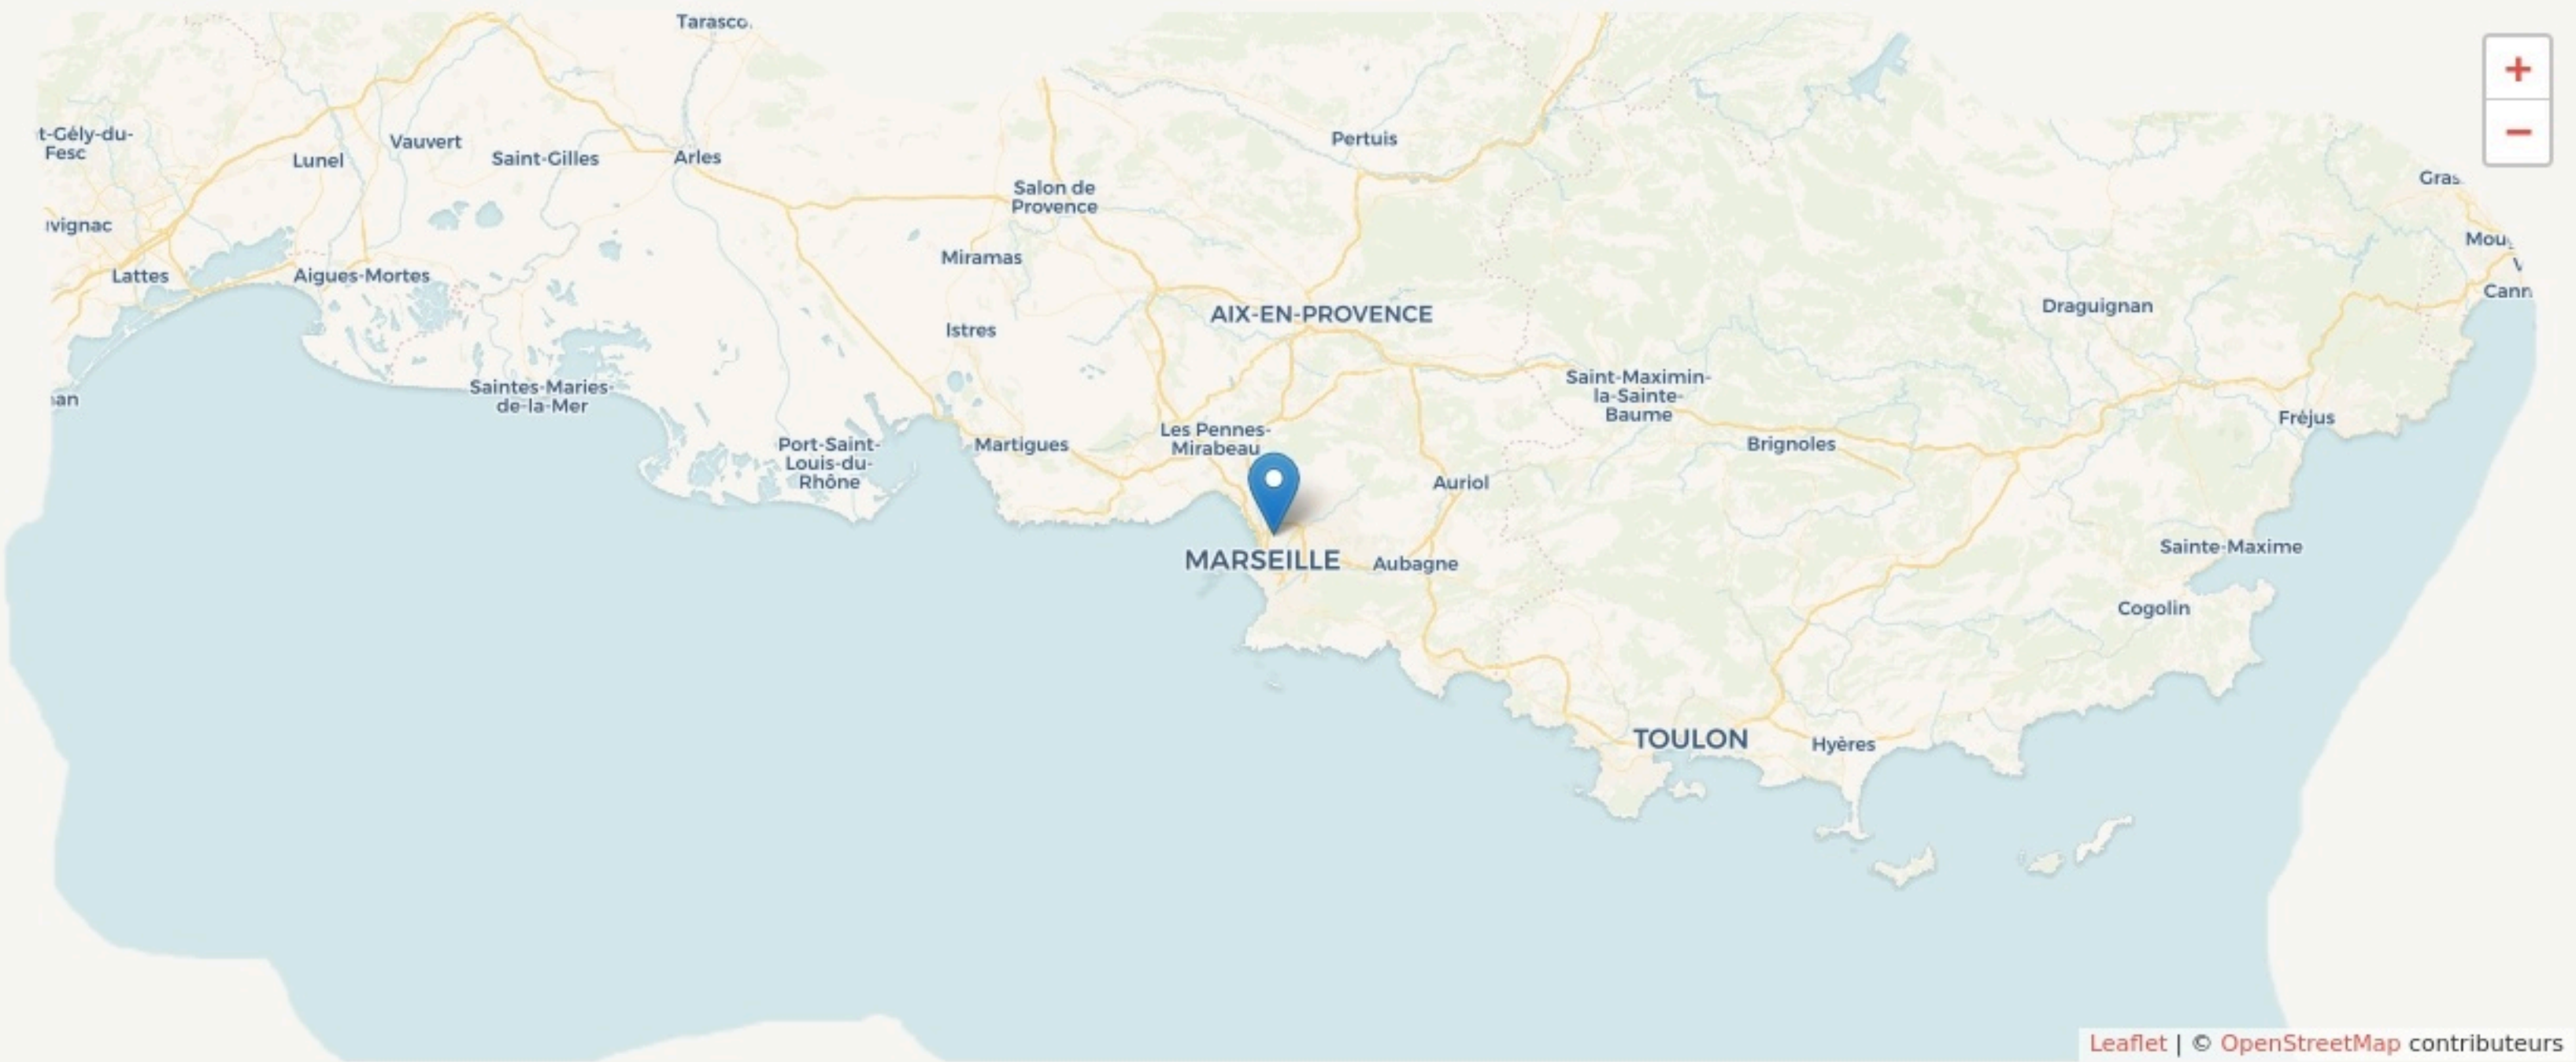 Tarasco
+
−
t-Gély-du-
Fesc
Vauvert
Lunel
Saint-Gilles
Arles
Pertuis
Salon de
Provence
Gras
vignac
Mou
Miramas
Lattes
Aigues-Mortes
Cann
AIX-EN-PROVENCE
Draguignan
Istres
Saint-Maximin-
la-Sainte-
Baume
Saintes-Maries-
de-la-Mer
an
Fréjus
Les Pennes-
Mirabeau
Port-Saint-
Louis-du-
Rhône
Martigues
Brignoles
Auriol
MARSEILLE
Aubagne
Sainte-Maxime
Cogolin
TOULON
Hyères
Leaflet | © OpenStreetMap contributeurs